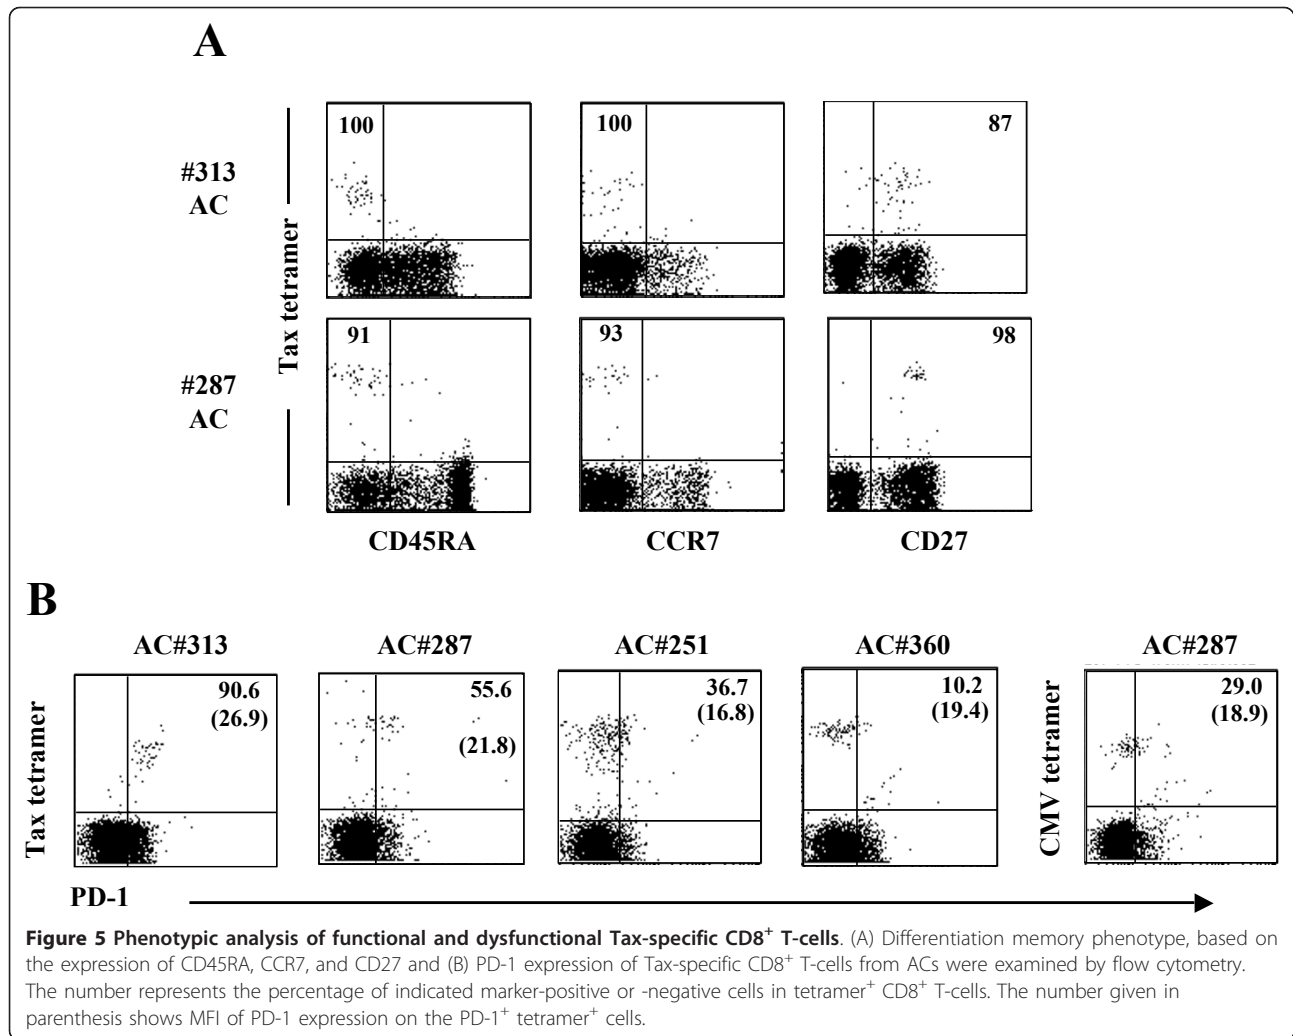 A
100
100
87
#313
AC
Tax tetramer
91
93
98
#287
AC
CD45RA
CCR7
CD27
B
AC#313
AC#287
AC#251
AC#360
AC#287
Tax tetramer
90.6
(26.9)
55.6
(21.8)
36.7
(16.8)
10.2
(19.4)
CMV tetramer
29.0
(18.9)
PD-1
Figure 5 Phenotypic analysis of functional and dysfunctional Tax-specific CD8⁺ T-cells. (A) Differentiation memory phenotype, based on
the expression of CD45RA, CCR7, and CD27 and (B) PD-1 expression of Tax-specific CD8⁺ T-cells from ACs were examined by flow cytometry.
The number represents the percentage of indicated marker-positive or -negative cells in tetramer⁺ CD8⁺ T-cells. The number given in
parenthesis shows MFI of PD-1 expression on the PD-1⁺ tetramer⁺ cells.